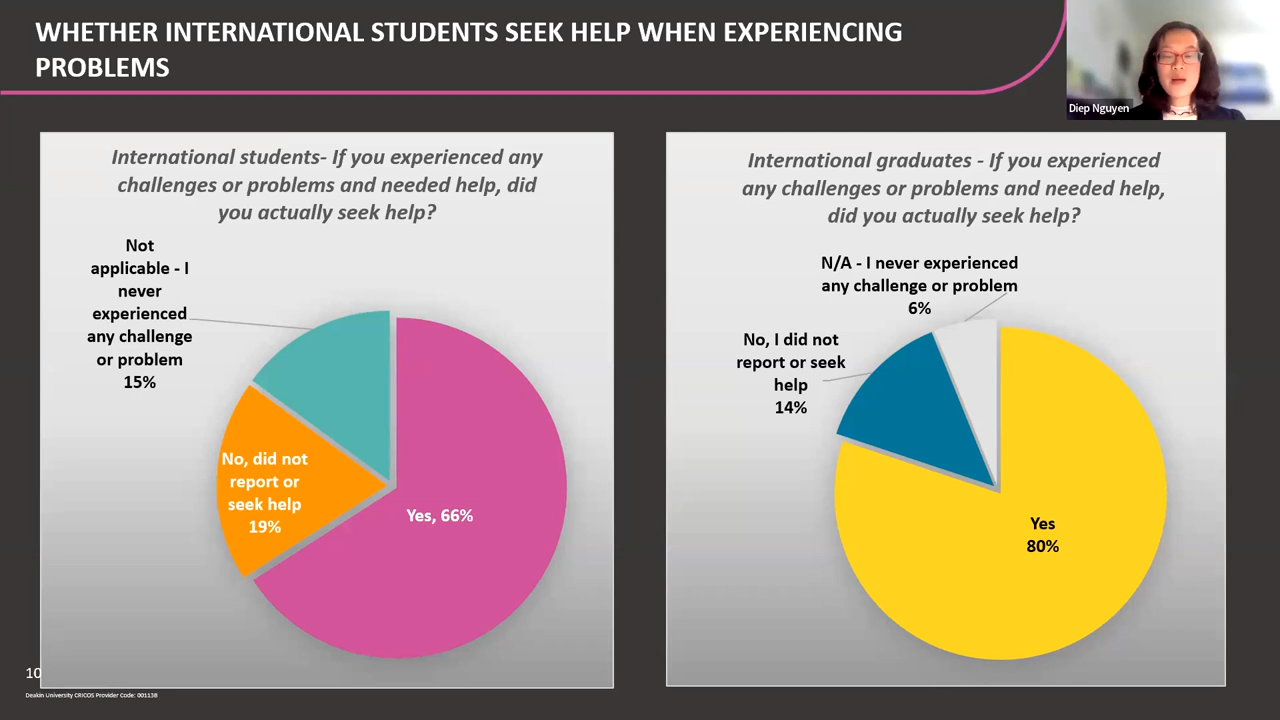 WHETHER INTERNATIONAL STUDENTS SEEK HELP WHEN EXPERIENCING
PROBLEMS
Diep Nguyen
International students- If you experienced any
challenges or problems and needed help, did
you actually seek help?
Not
applicable - I
never
experienced
any challenge
or problem
15%
No, did not
report or
seek help
19%
Yes, 66%
International graduates - If you experienced
any challenges or problems and needed help,
did you actually seek help?
N/A - I never experienced
any challenge or problem
6%
No, I did not
report or seek
help
14%
Yes
80%
10
Deakin University CRICOS Provider Code: 00113B